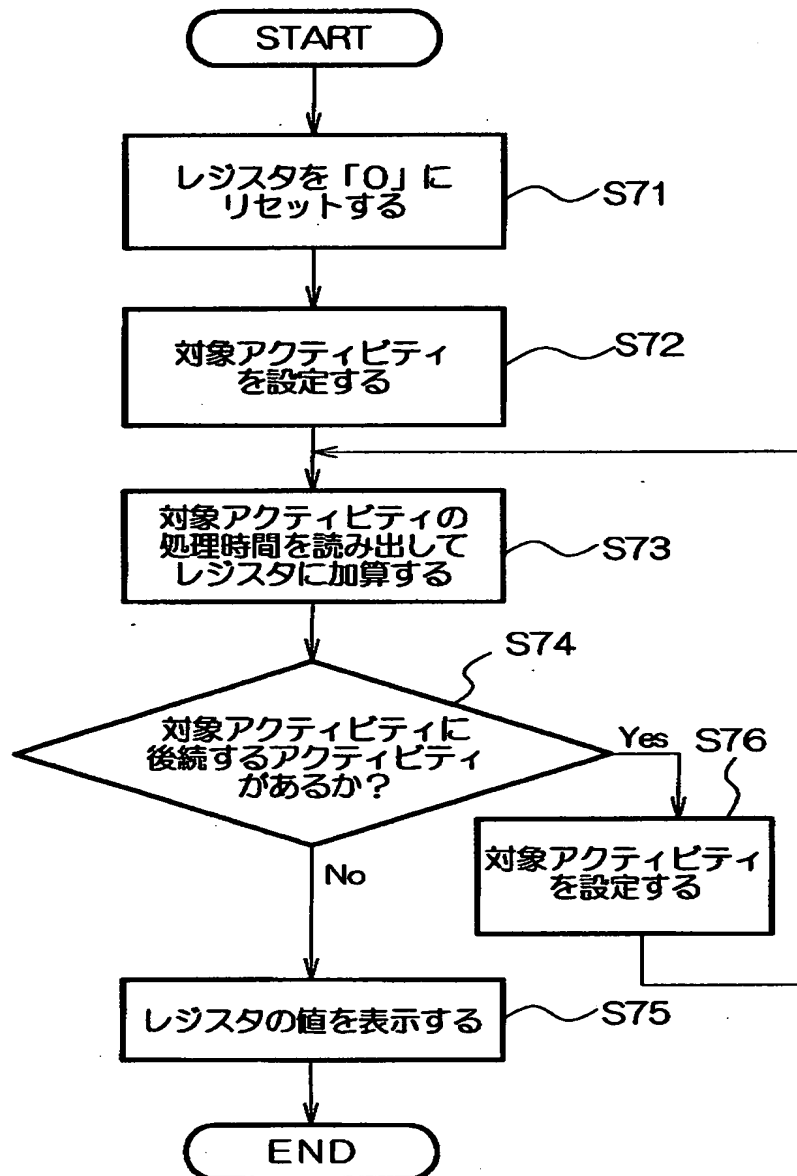 START
レジスタを「0」に
リセットする
S71
対象アクティビティ
を設定する
S72
対象アクティビティの
処理時間を読み出して
レジスタに加算する
S73
S74
対象アクティビティに
後続するアクティビティ
があるか？
Yes
S76
対象アクティビティ
を設定する
No
レジスタの値を表示する
S75
END